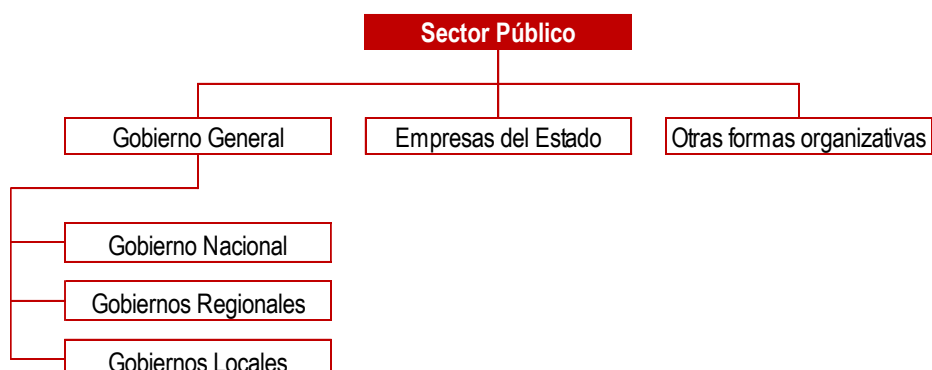 Sector Público
Gobierno General
Empresas del Estado
Otras formas organizativas
Gobierno Nacional
Gobiernos Regionales
Gobiernos Locales